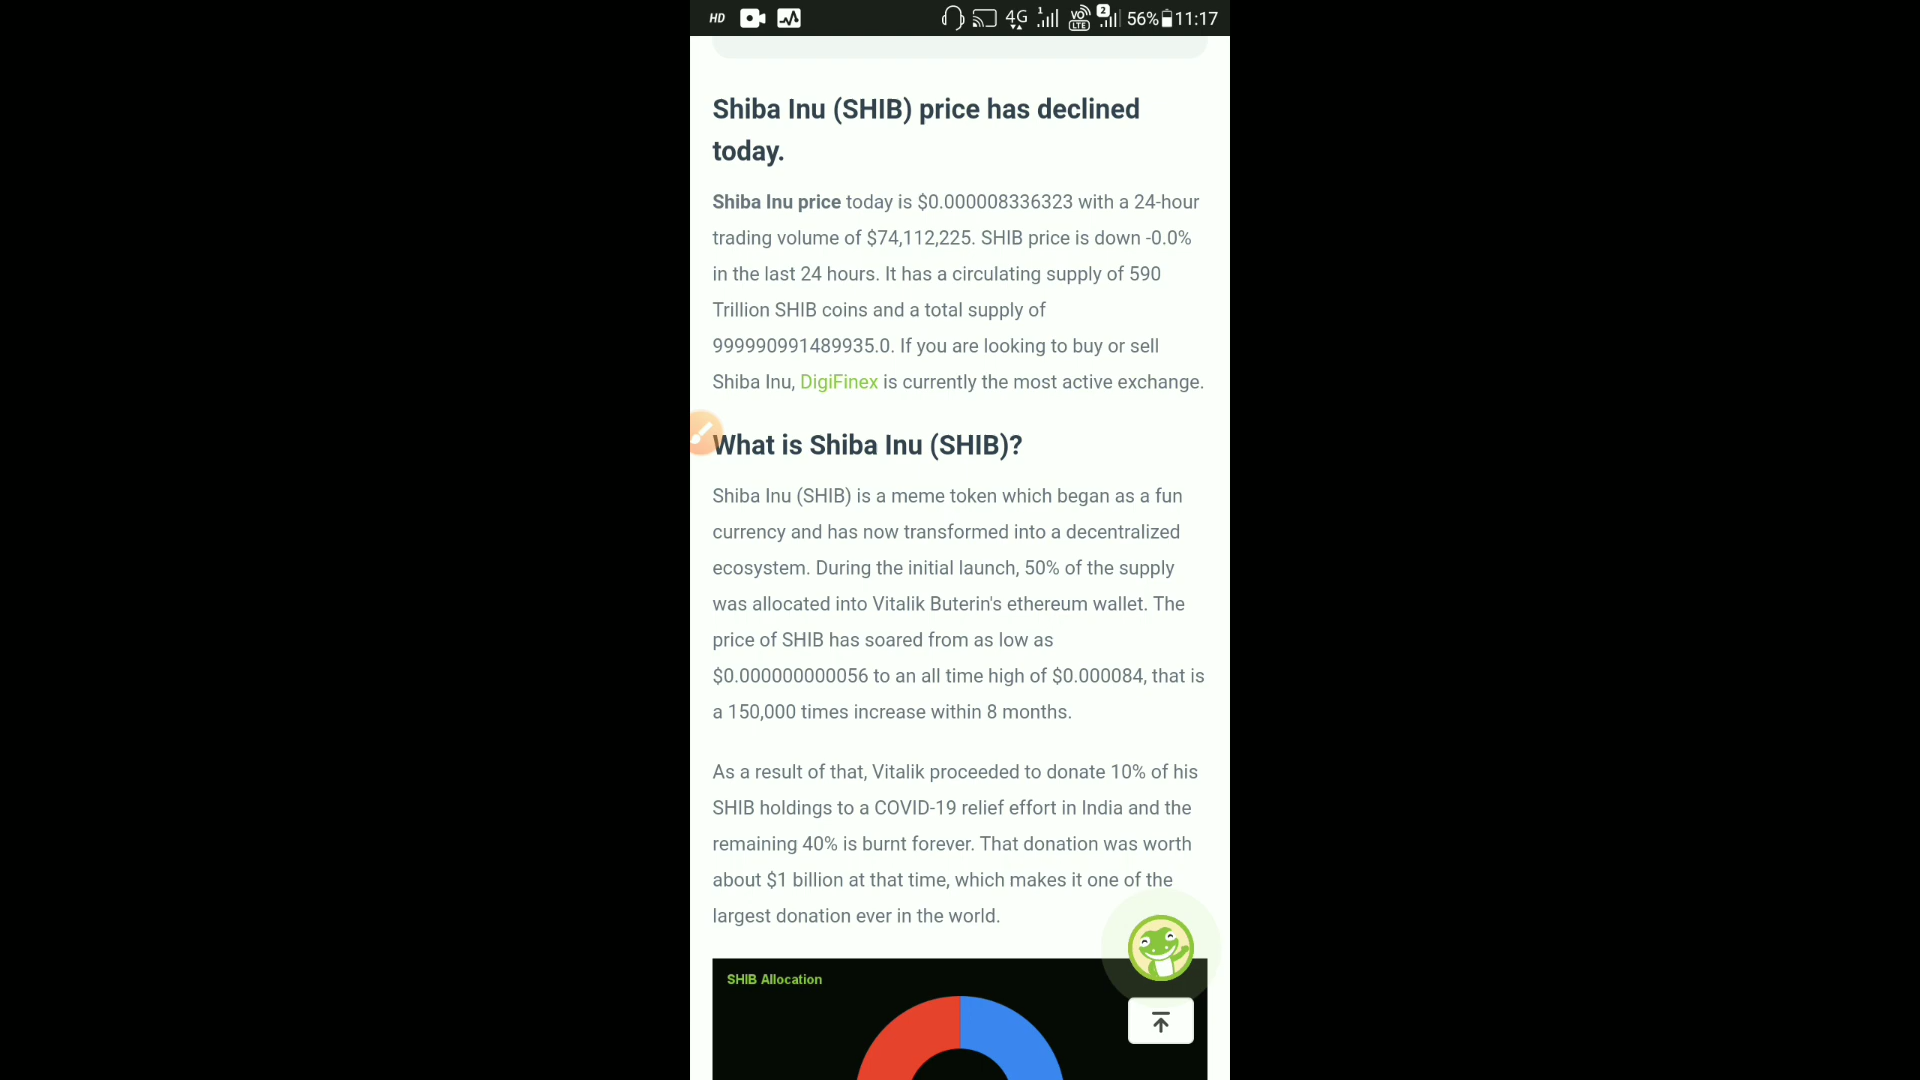 HD 4G 1 VO LTE 2 56% 11:17
Shiba Inu (SHIB) price has declined
today.
Shiba Inu price today is $0.000008336323 with a 24-hour
trading volume of $74,112,225. SHIB price is down -0.0%
in the last 24 hours. It has a circulating supply of 590
Trillion SHIB coins and a total supply of
999990991489935.0. If you are looking to buy or sell
Shiba Inu, DigiFinex is currently the most active exchange.
What is Shiba Inu (SHIB)?
Shiba Inu (SHIB) is a meme token which began as a fun
currency and has now transformed into a decentralized
ecosystem. During the initial launch, 50% of the supply
was allocated into Vitalik Buterin's ethereum wallet. The
price of SHIB has soared from as low as
$0.000000000056 to an all time high of $0.000084, that is
a 150,000 times increase within 8 months.
As a result of that, Vitalik proceeded to donate 10% of his
SHIB holdings to a COVID-19 relief effort in India and the
remaining 40% is burnt forever. That donation was worth
about $1 billion at that time, which makes it one of the
largest donation ever in the world.
SHIB Allocation